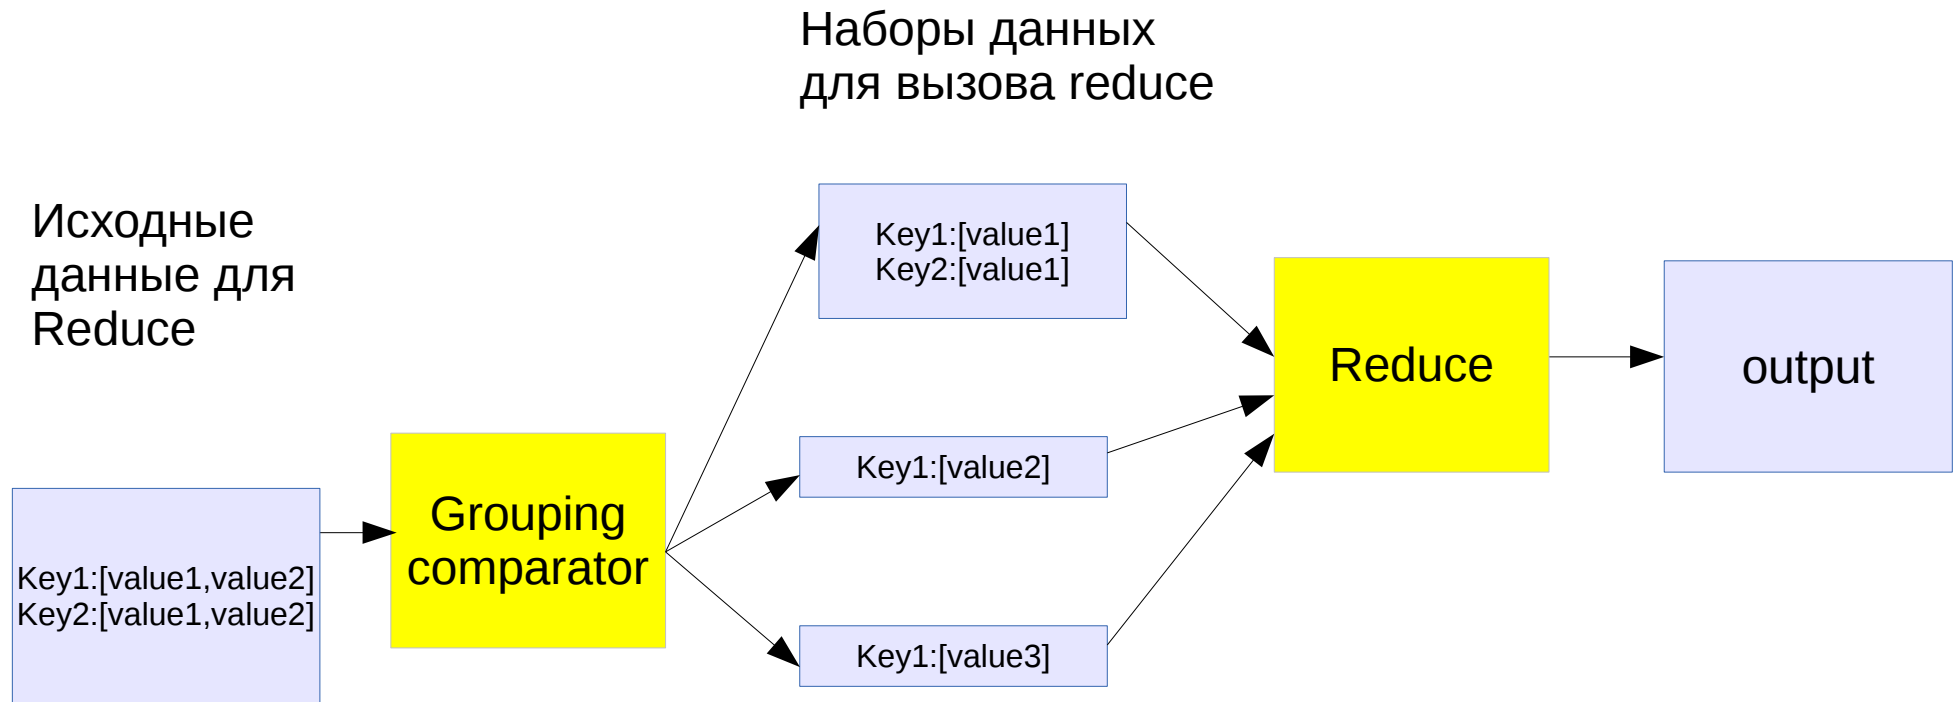 Наборы данных
для вызова reduce
Исходные
данные для
Reduce
Key1:[value1,value2]
Key2:[value1,value2]
Grouping
comparator
Key1:[value1]
Key2:[value1]
Key1:[value2]
Key1:[value3]
Reduce
output